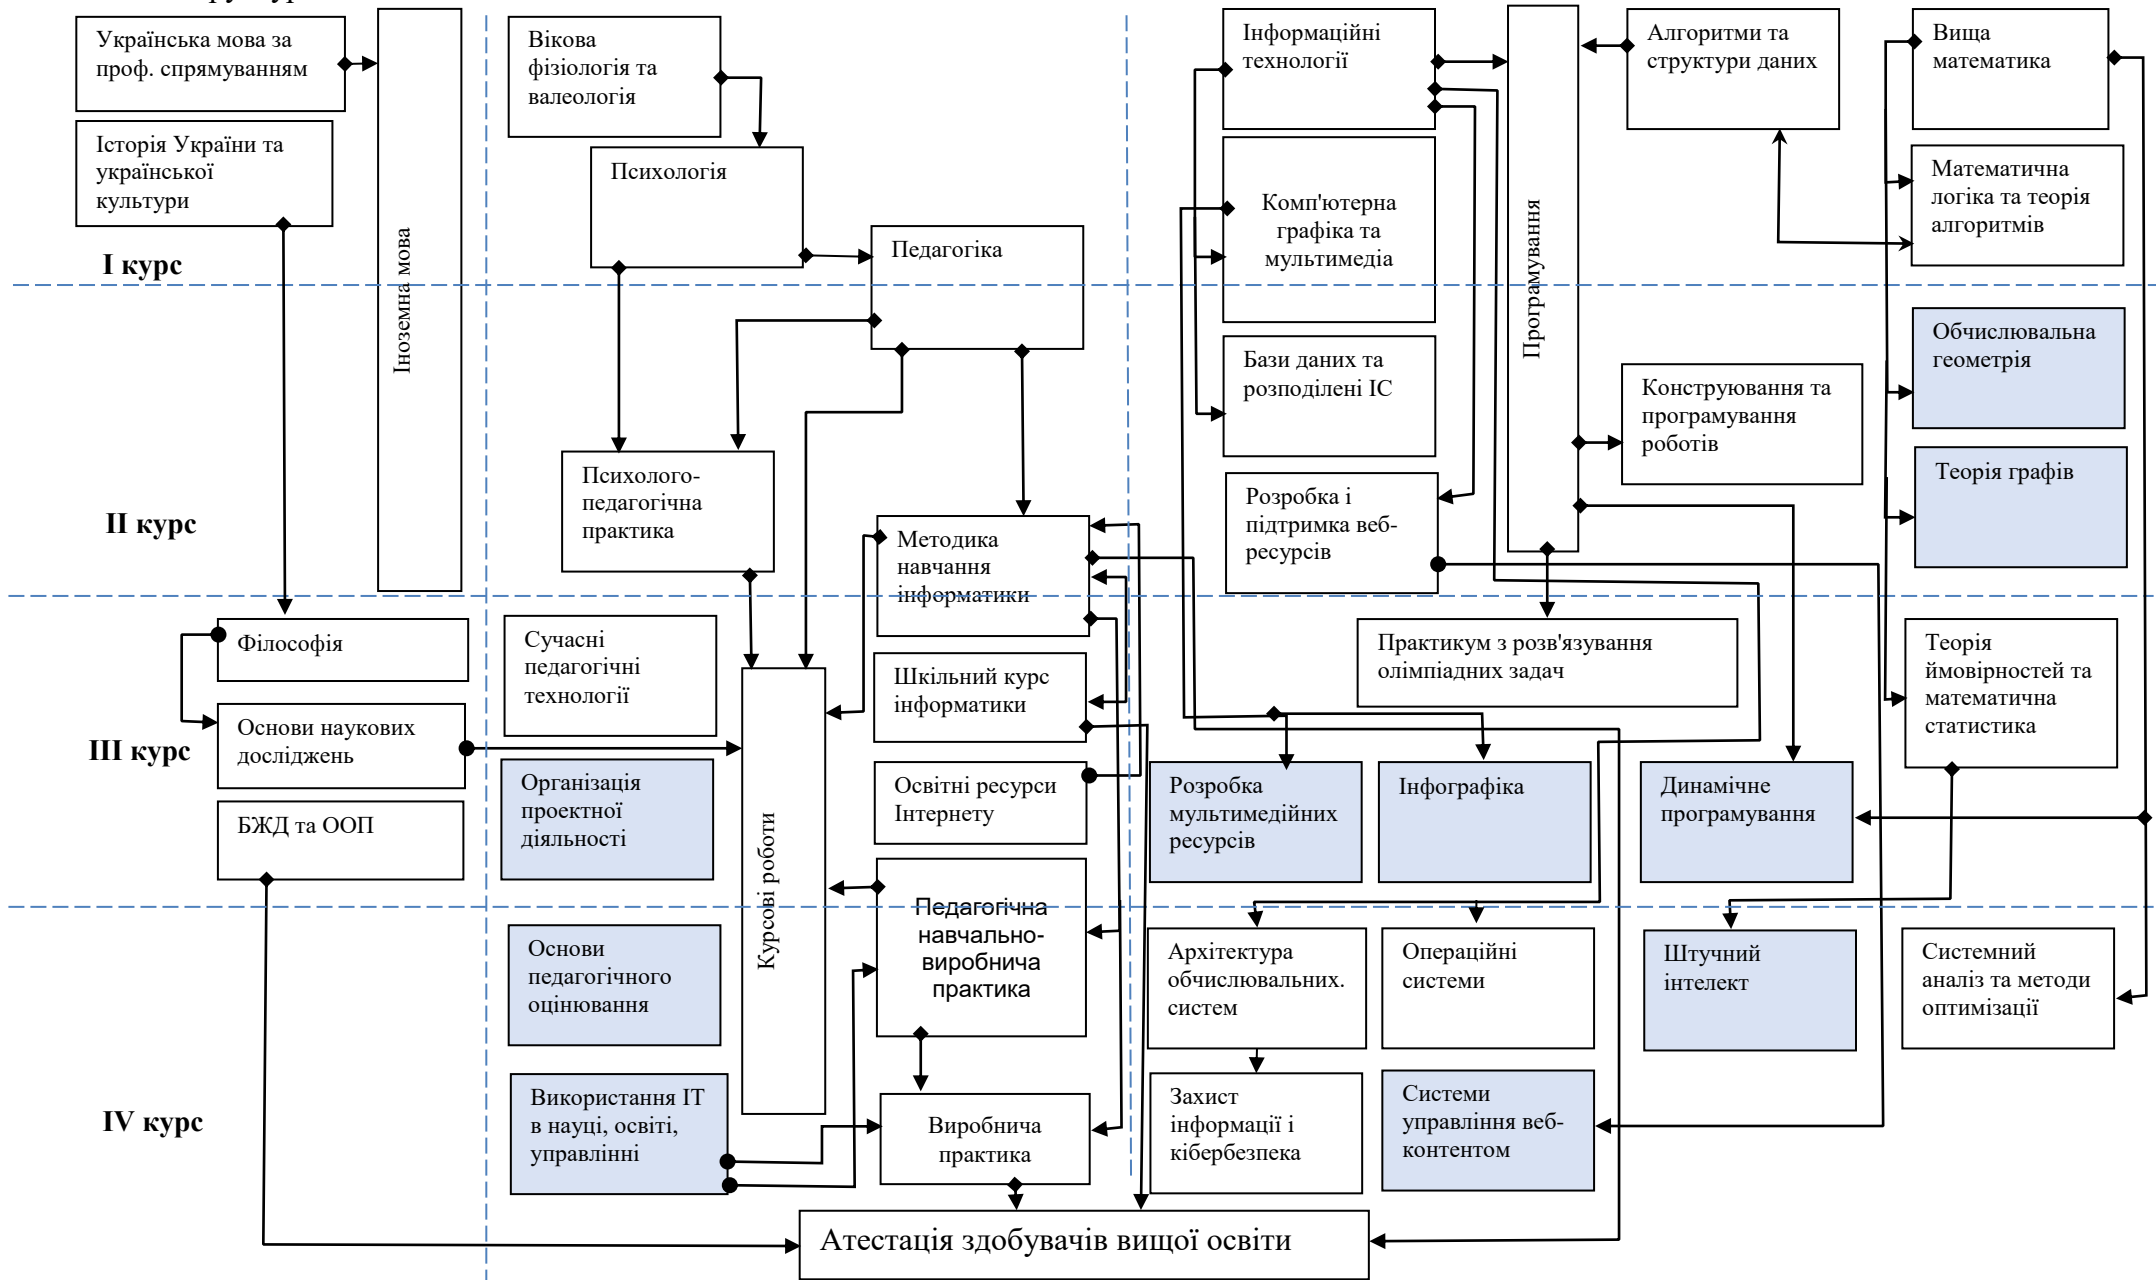 Українська мова за
проф. спрямуванням
Історія України та
української
культури
І курс
Іноземна мова
Вікова
фізіологія та
валеологія
Психологія
Педагогіка
Інформаційні
технології
Комп'ютерна
графіка та
мультимедіа
Програмування
Алгоритми та
структури даних
Вища
математика
Математична
логіка та теорія
алгоритмів
ІІ курс
Психолого-
педагогічна
практика
Методика
навчання
інформатики
Бази даних та
розподілені ІС
Розробка і
підтримка веб-
ресурсів
Конструювання та
програмування
роботів
Обчислювальна
геометрія
Теорія графів
ІІІ курс
Філософія
Основи наукових
досліджень
БЖД та ООП
Сучасні
педагогічні
технології
Організація
проектної
діяльності
Курсові роботи
Шкільний курс
інформатики
Освітні ресурси
Інтернету
Педагогічна
навчально-
виробнича
практика
Практикум з розв'язування
олімпіадних задач
Розробка
мультимедійних
ресурсів
Інфографіка
Динамічне
програмування
Теорія
ймовірностей та
математична
статистика
IV курс
Основи
педагогічного
оцінювання
Використання ІТ
в науці, освіті,
управлінні
Виробнича
практика
Архітектура
обчислювальних.
систем
Операційні
системи
Штучний
інтелект
Системний
аналіз та методи
оптимізації
Захист
інформації і
кібербезпека
Системи
управління веб-
контентом
Атестація здобувачів вищої освіти